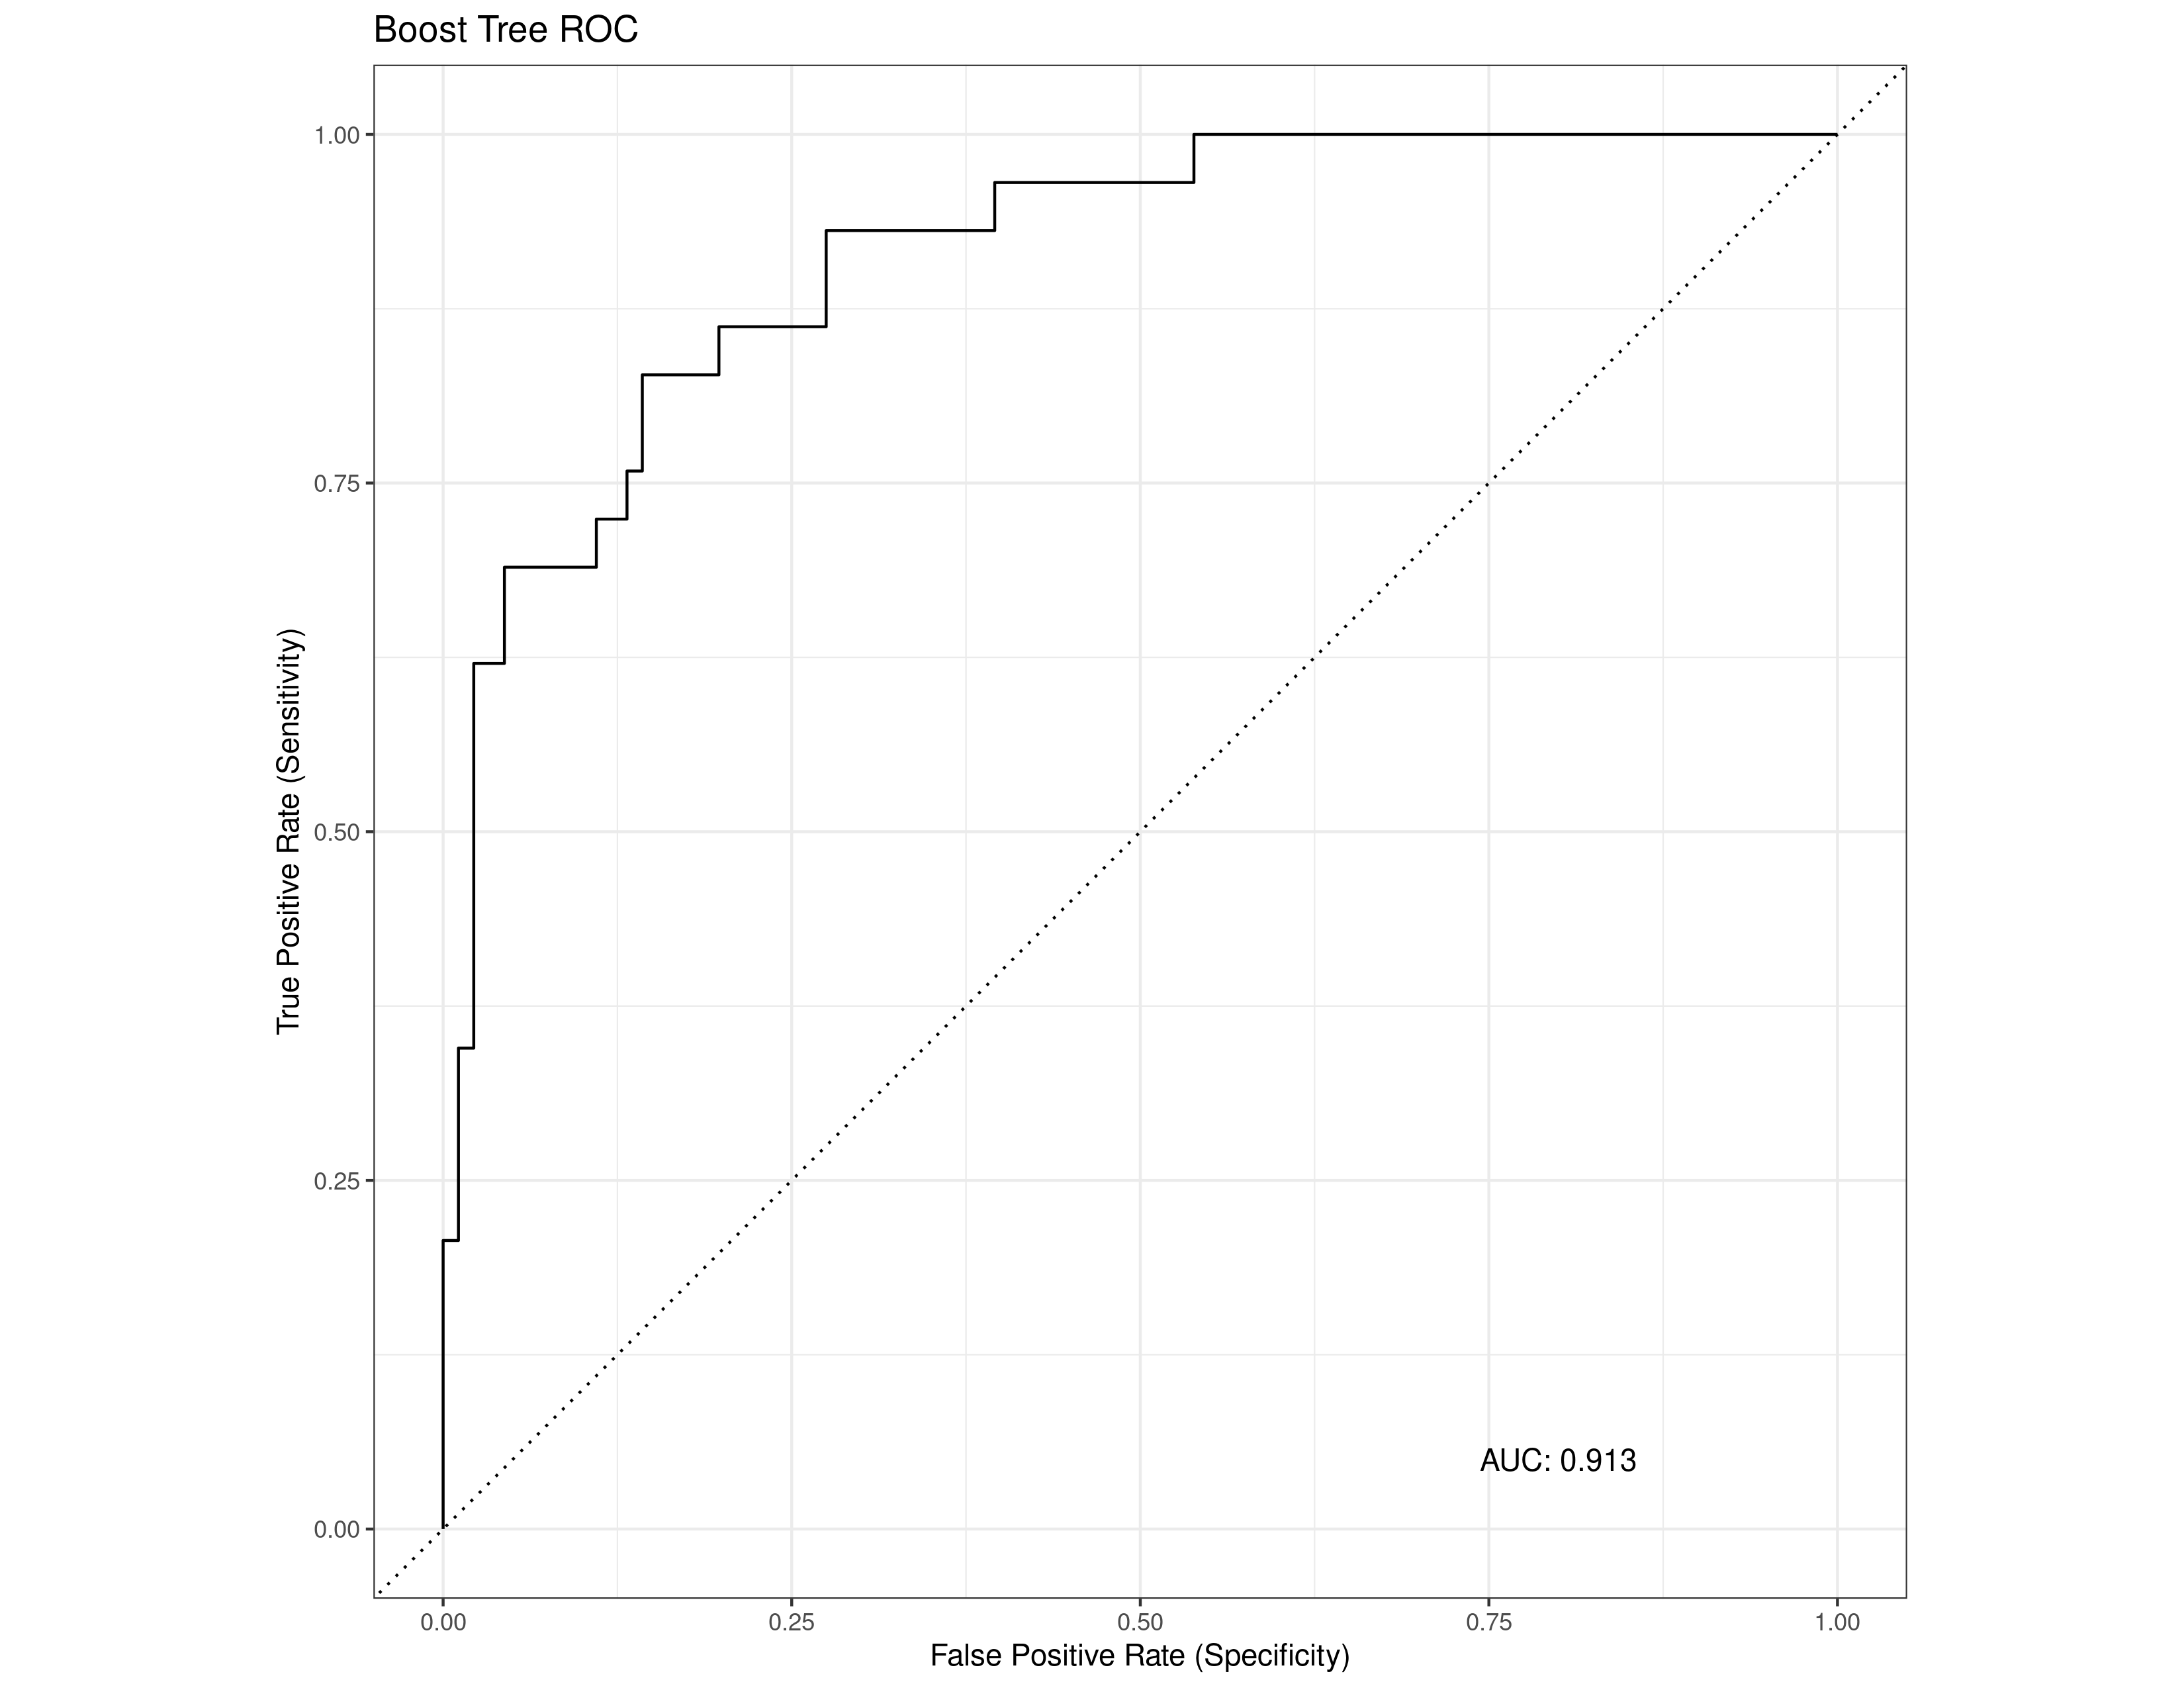 Boost Tree ROC
True Positive Rate (Sensitivity)
1.00
0.75
0.50
0.25
0.00
AUC: 0.913
0.00 0.25 0.50 0.75 1.00
False Positive Rate (Specificity)